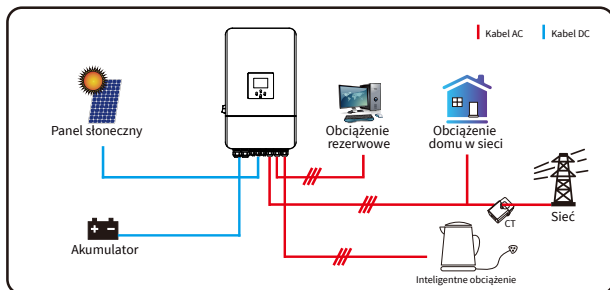 Kabel AC
Kabel DC
Panel słoneczny
Obciążenie
rezerwowe
Obciążenie
domu w sieci
CT
Sieć
Akumulator
Inteligentne obciążenie